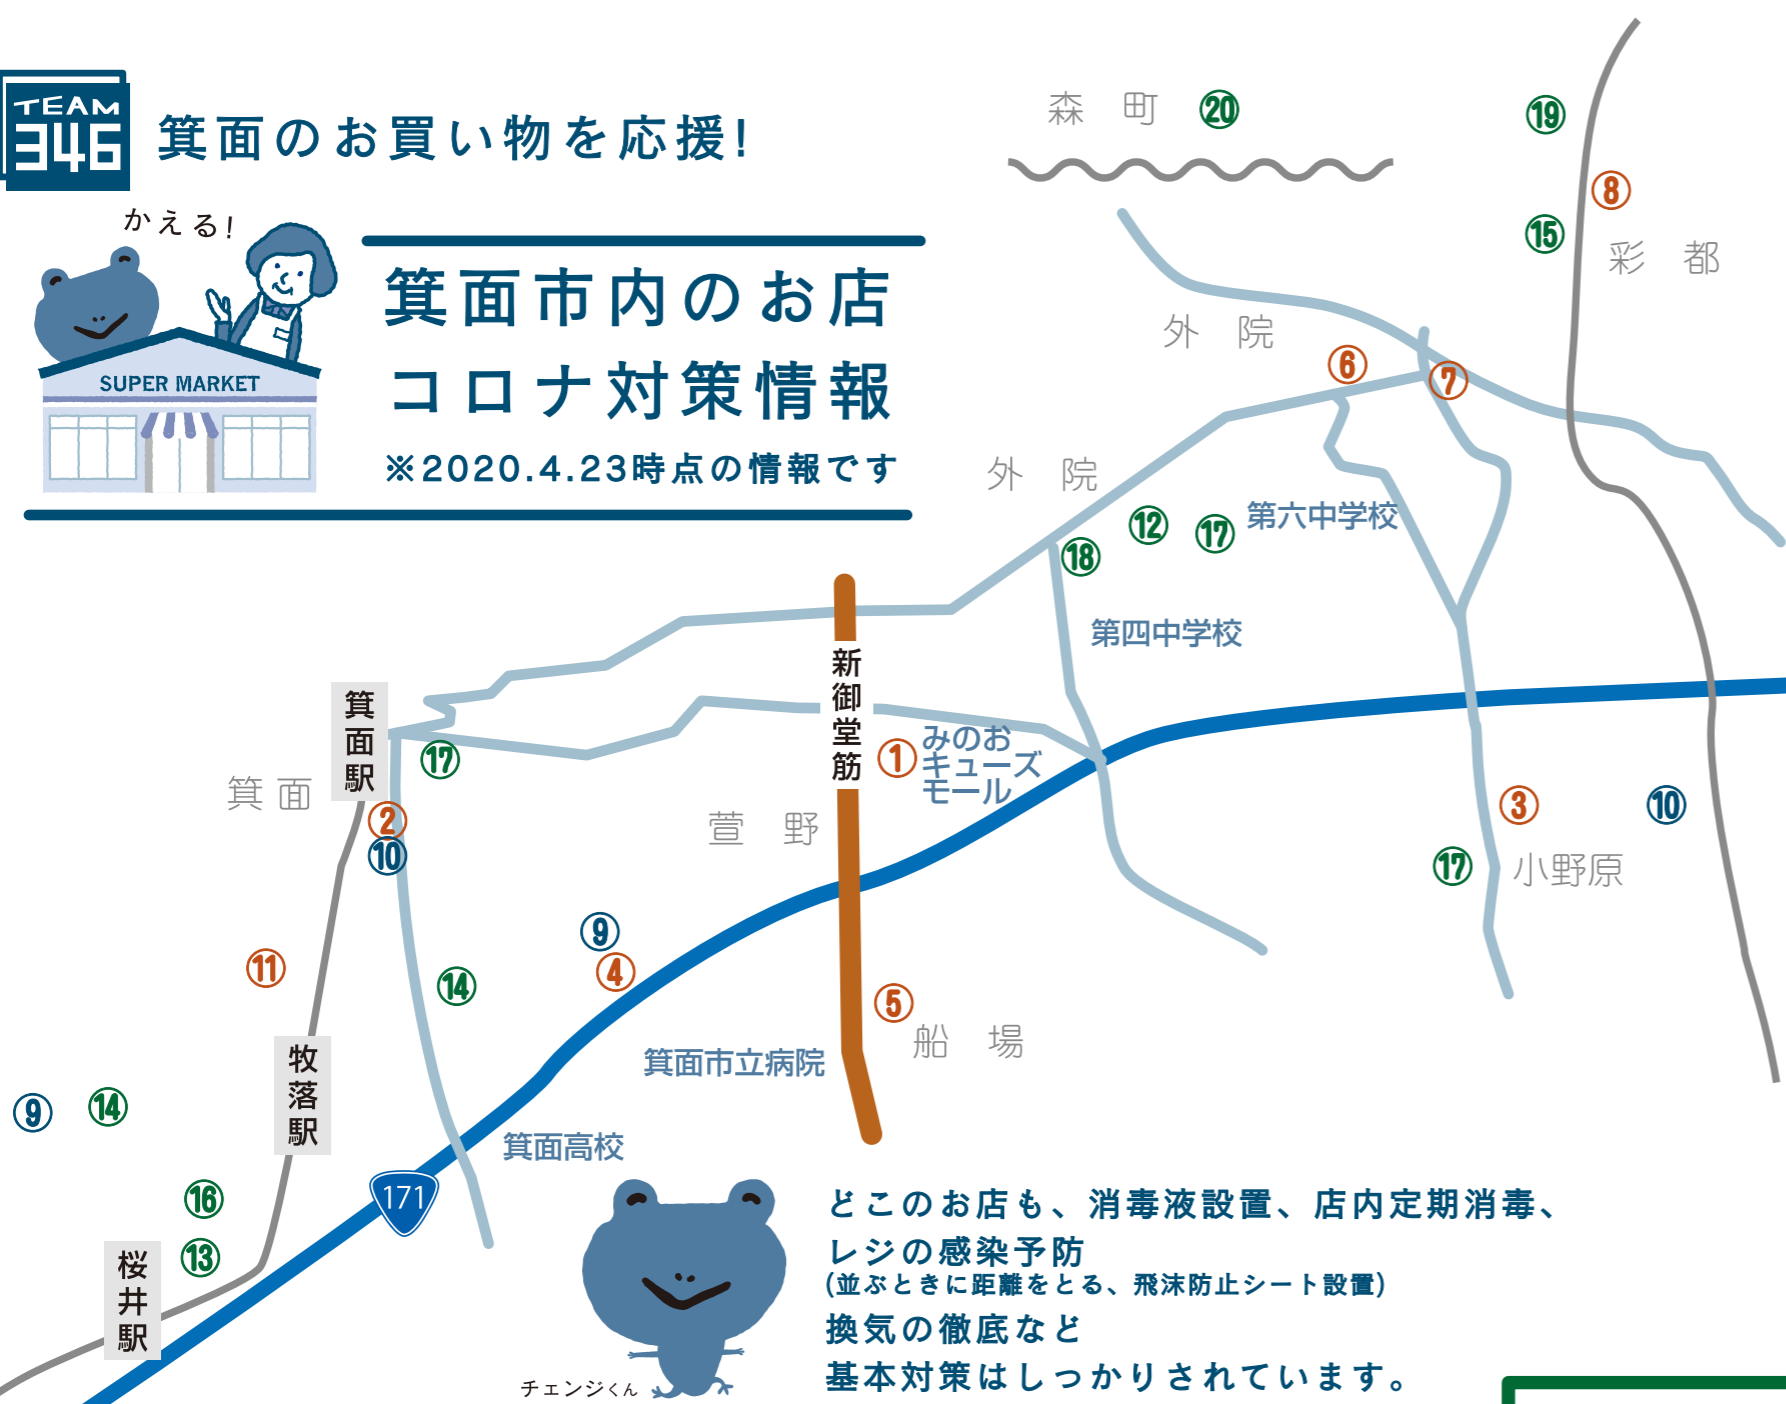 TEAM
346
箕面のお買い物を応援!
かえる!
SUPER MARKET
箕面市内のお店
コロナ対策情報
※2020.4.23時点の情報です
森 町
⑳
⑲
⑧
⑮
彩 都
外 院
⑥
⑦
外 院
⑫
⑰
第六中学校
⑱
第四中学校
新御堂筋
箕面駅
⑰
①
みのお
キューズ
モール
箕面
②
⑩
萱 野
③
⑩
⑰
小野原
⑨
④
⑪
⑭
⑤
船 場
箕面市立病院
牧落駅
⑨
⑭
箕面高校
171
⑯
⑬
桜井駅
どこのお店も、消毒液設置、店内定期消毒、
レジの感染予防
(並ぶときに距離をとる、飛沫防止シート設置)
換気の徹底など
基本対策はしっかりされています。
チェンジくん